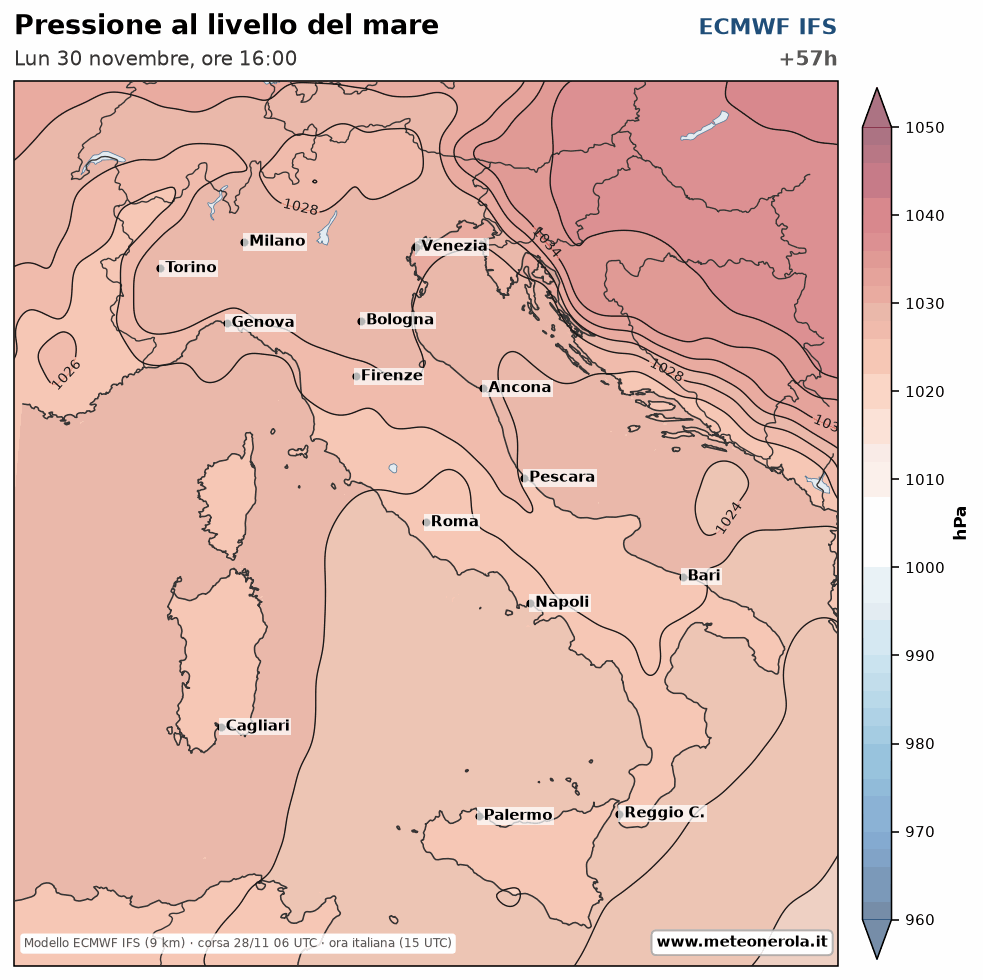 Pressione al livello del mare
ECMWF IFS
Lun 30 novembre, ore 16:00
+57h
1028
1034
Milano
Venezia
Torino
Genova
Bologna
1026
Firenze
1028
Ancona
103
Pescara
1024
Roma
Bari
Napoli
Cagliari
Palermo
Reggio C.
Modello ECMWF IFS (9 km) · corsa 28/11 06 UTC · ora italiana (15 UTC)
www.meteonerola.it
1050
1040
1030
1020
1010
1000
990
980
970
960
hPa